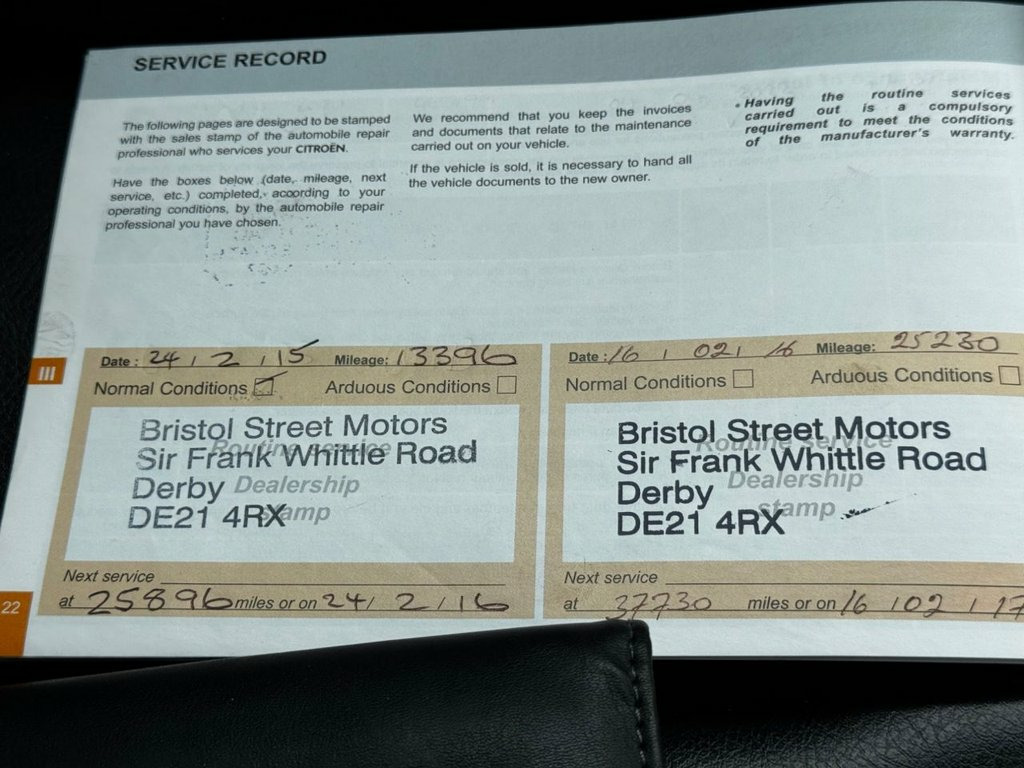 SERVICE RECORD
The following pages are designed to be stamped
with the sales stamp of the automobile repair
professional who services your CITROËN.
Have the boxes below (date, mileage, next
service, etc.) completed, according to your
operating conditions, by the automobile repair
professional you have chosen.
We recommend that you keep the invoices
and documents that relate to the maintenance
carried out on your vehicle.
If the vehicle is sold, it is necessary to hand all
the vehicle documents to the new owner.
Having the routine services
carried out is a compulsory
requirement to meet the conditions
of the manufacturer's warranty.
III
Date : 24 / 2 / 15 Mileage: 13396
Normal Conditions Arduous Conditions
Bristol Street Motors
Routine service
Sir Frank Whittle Road
Derby Dealership
DE21 4RX stamp
Next service
at 25896 miles or on 24 / 2 / 16
Date : 16 / 02 / 16 Mileage: 25230
Normal Conditions Arduous Conditions
Bristol Street Motors
Routine service
Sir Frank Whittle Road
Derby Dealership
DE21 4RX stamp
Next service
at 37730 miles or on 16 / 02 / 17
22